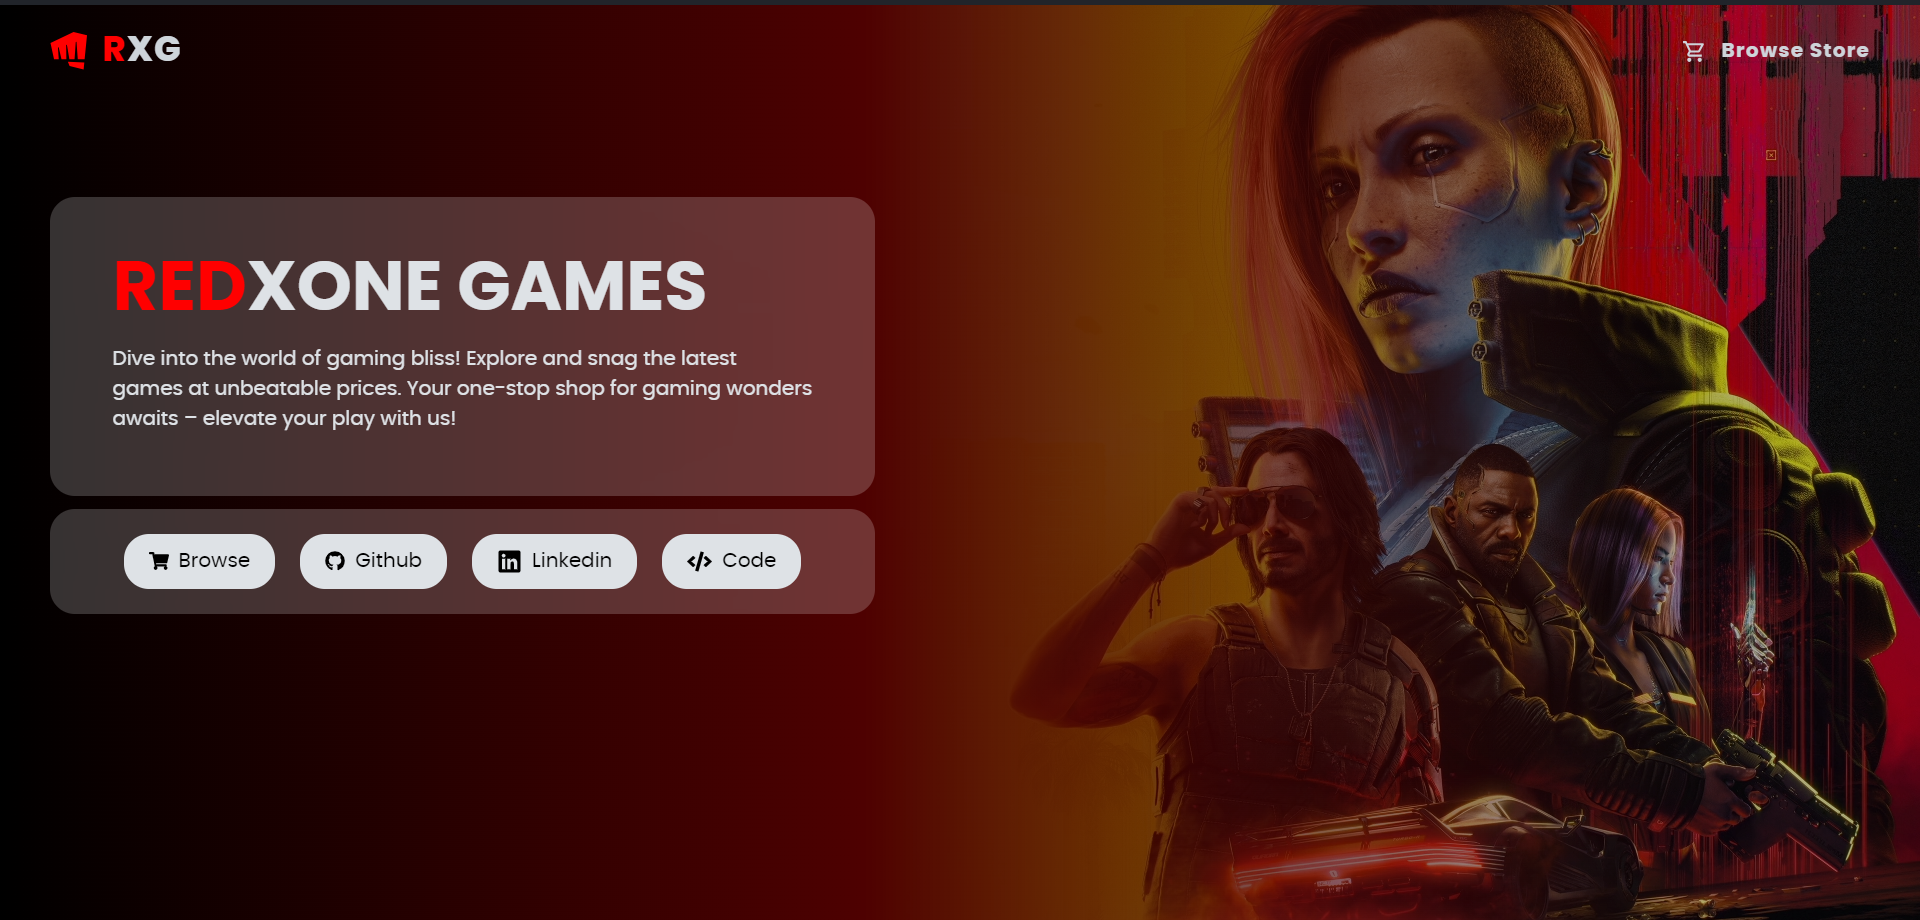 RXG
Browse Store
REDXONE GAMES
Dive into the world of gaming bliss! Explore and snag the latest
games at unbeatable prices. Your one-stop shop for gaming wonders
awaits – elevate your play with us!
Browse
Github
Linkedin
Code